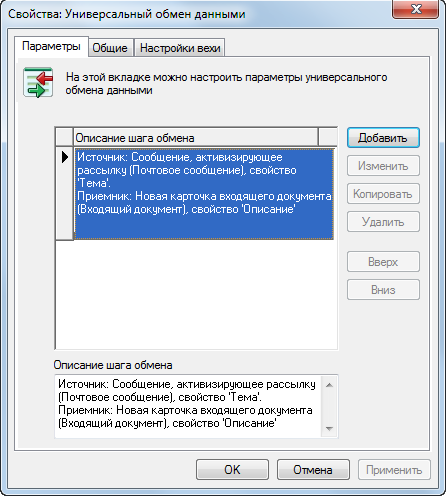 Свойства: Универсальный обмен данными
Параметры Общие Настройки вехи
На этой вкладке можно настроить параметры универсального
обмена данными
Описание шага обмена
Источник: Сообщение, активизирующее
рассылку (Почтовое сообщение), свойство
'Тема'.
Приемник: Новая карточка входящего документа
(Входящий документ), свойство 'Описание'
Добавить
Изменить
Копировать
Удалить
Вверх
Вниз
Описание шага обмена
Источник: Сообщение, активизирующее рассылку
(Почтовое сообщение), свойство 'Тема'.
Приемник: Новая карточка входящего документа
(Входящий документ), свойство 'Описание'
OK Отмена Применить